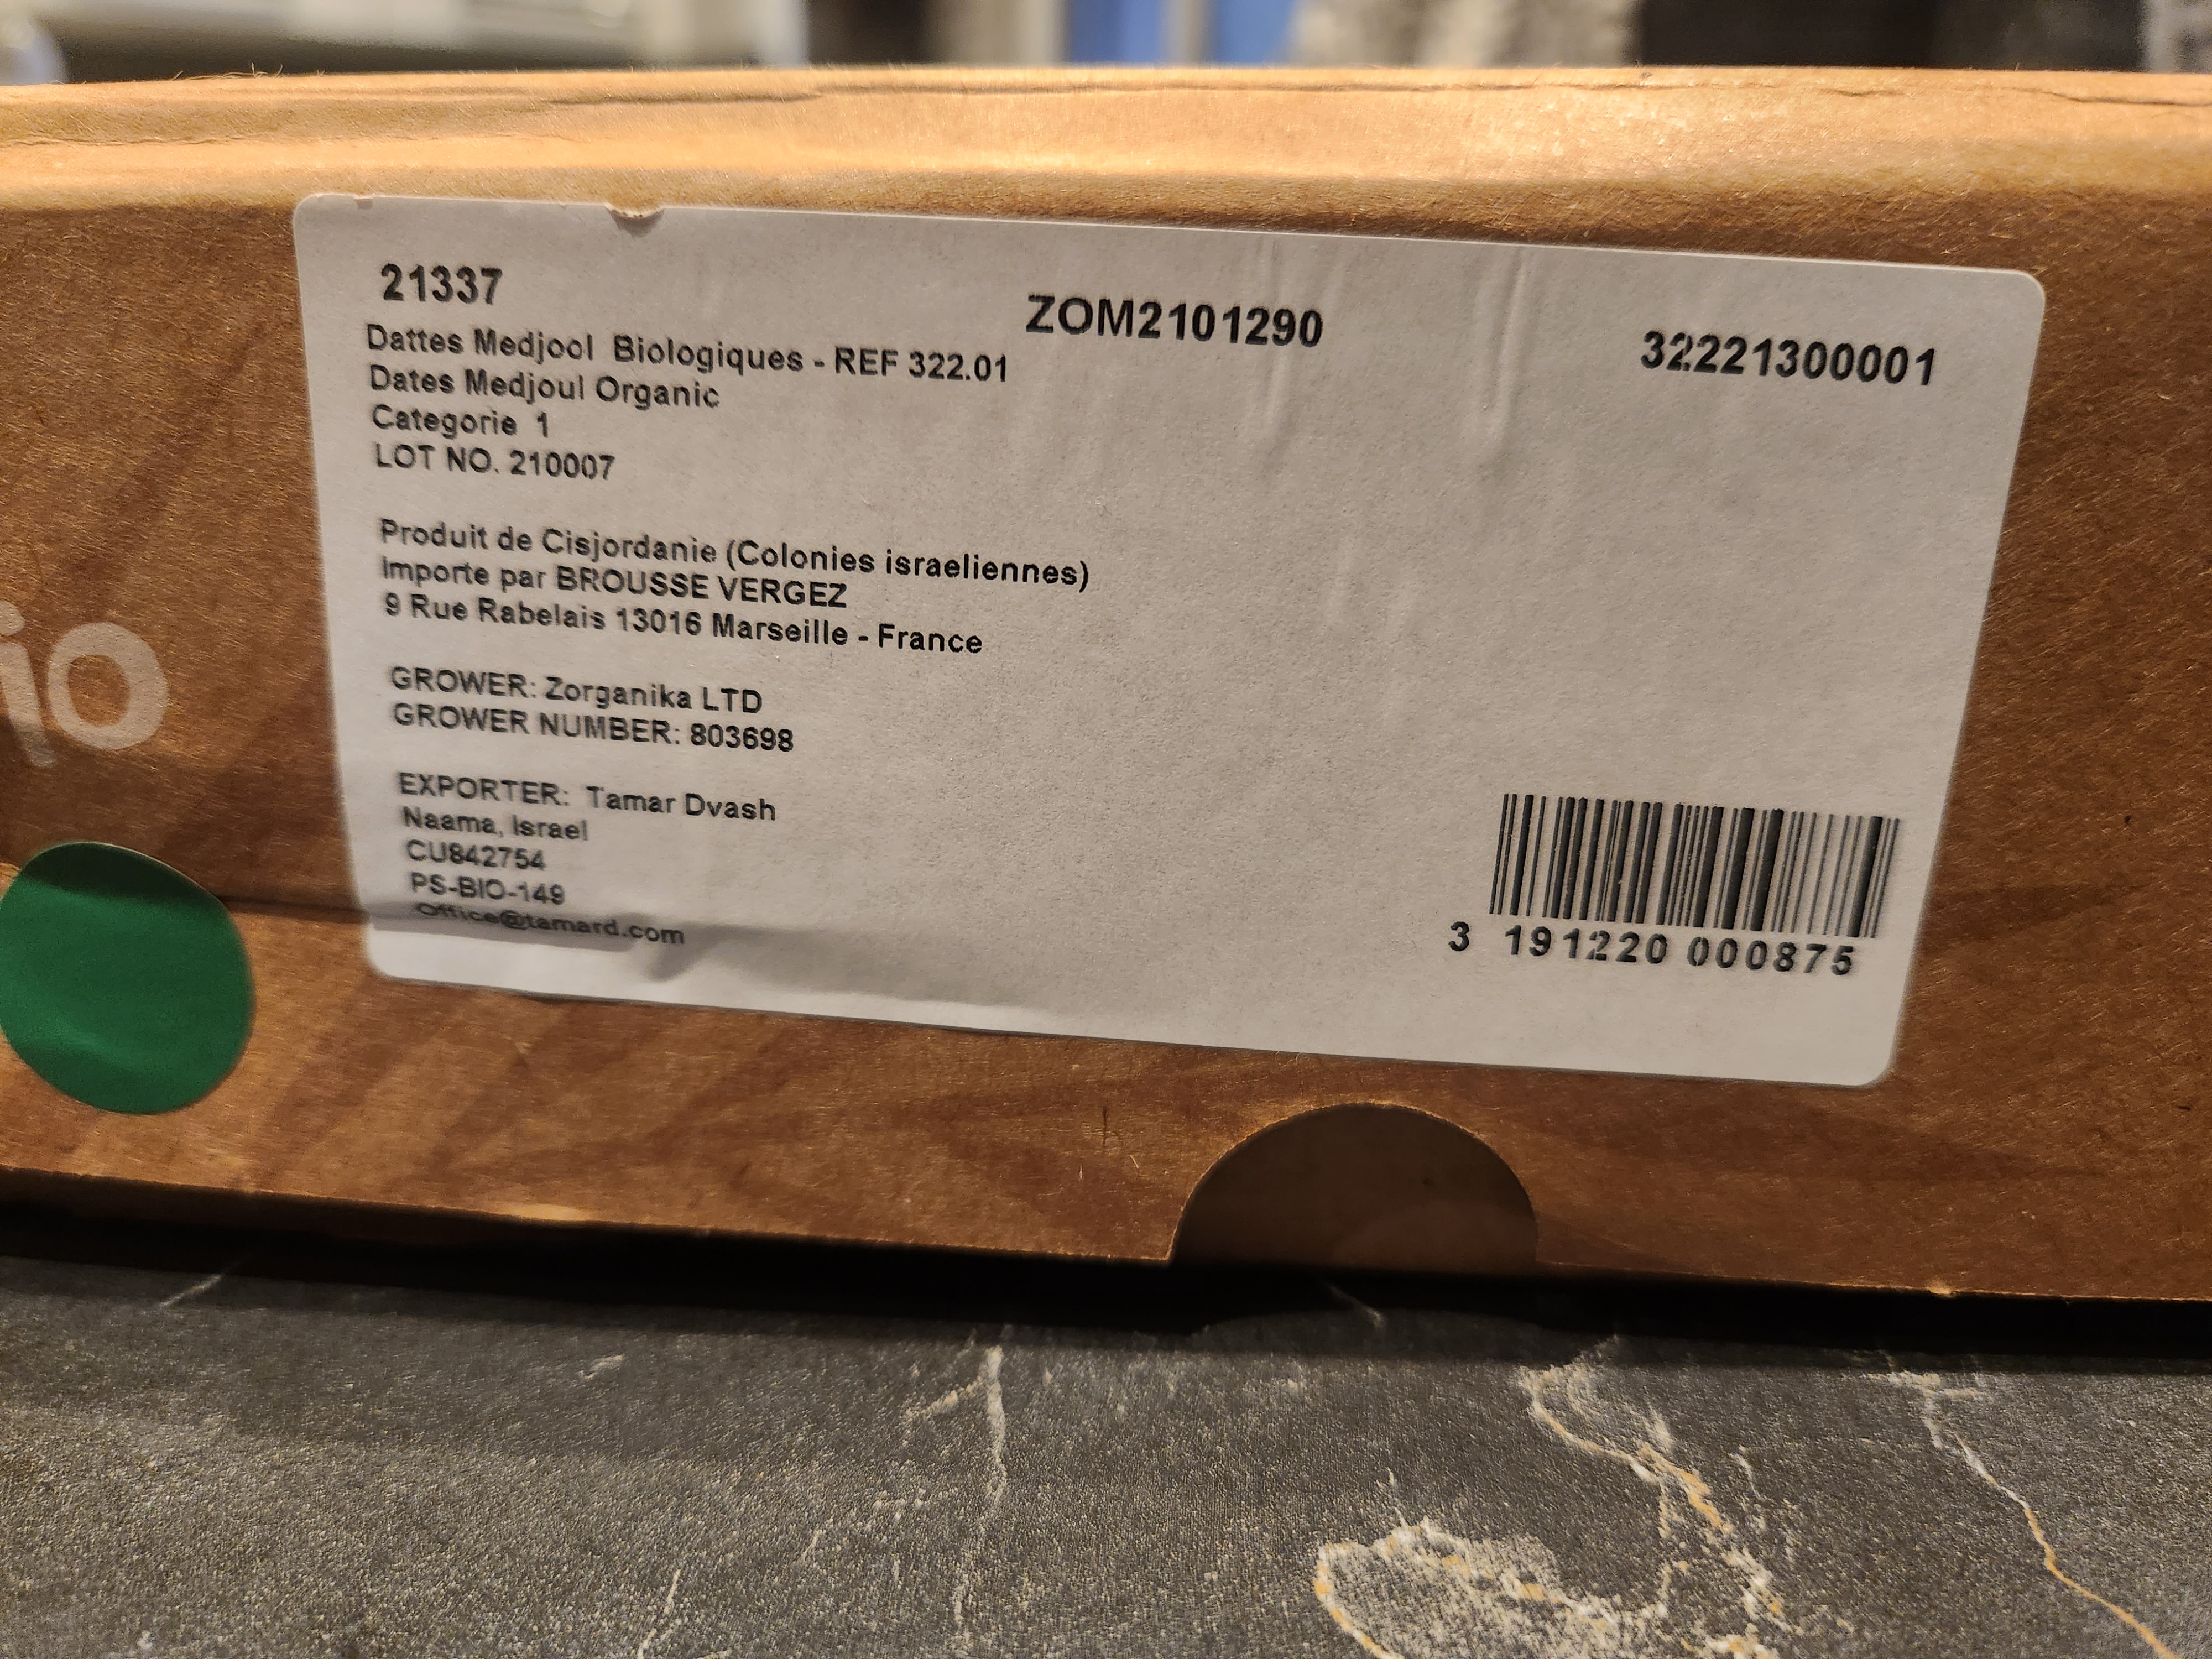 21337
ZOM2101290
32221300001
Dattes Medjool Biologiques - REF 322.01
Dates Medjoul Organic
Categorie 1
LOT NO. 210007
Produit de Cisjordanie (Colonies israeliennes)
Importe par BROUSSE VERGEZ
9 Rue Rabelais 13016 Marseille - France
GROWER: Zorganika LTD
GROWER NUMBER: 803698
EXPORTER: Tamar Dvash
Naama, Israel
CU842754
PS-BIO-149
Office@tamard.com
3 191220 000875